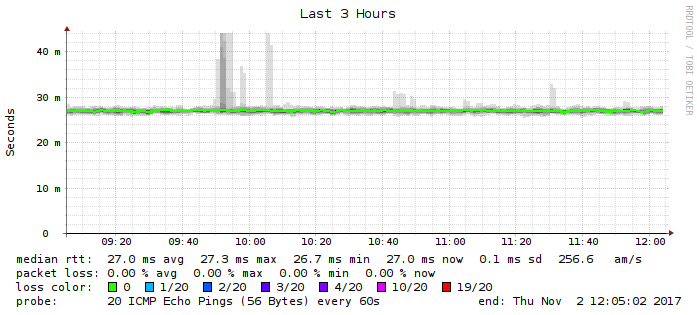 Last 3 Hours
RRDTOOL / TOBI OETIKER
Seconds
40 m
30 m
20 m
10 m
0
09:20 09:40 10:00 10:20 10:40 11:00 11:20 11:40 12:00
median rtt: 27.0 ms avg 27.3 ms max 26.7 ms min 27.0 ms now 0.1 ms sd 256.6 am/s
packet loss: 0.00 % avg 0.00 % max 0.00 % min 0.00 % now
loss color: 0 1/20 2/20 3/20 4/20 10/20 19/20
probe: 20 ICMP Echo Pings (56 Bytes) every 60s end: Thu Nov 2 12:05:02 2017